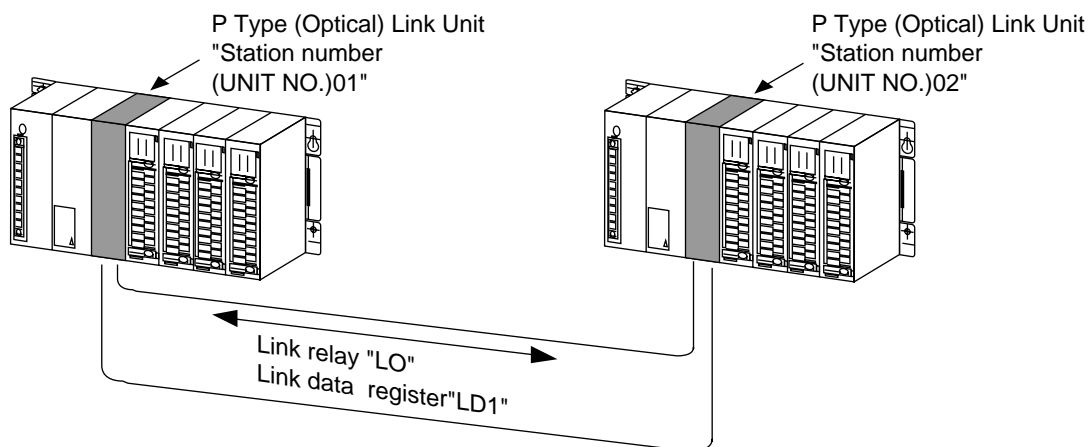 P Type (Optical) Link Unit
"Station number
(UNIT NO.)01"
P Type (Optical) Link Unit
"Station number
(UNIT NO.)02"
Link relay "LO"
Link data register"LD1"